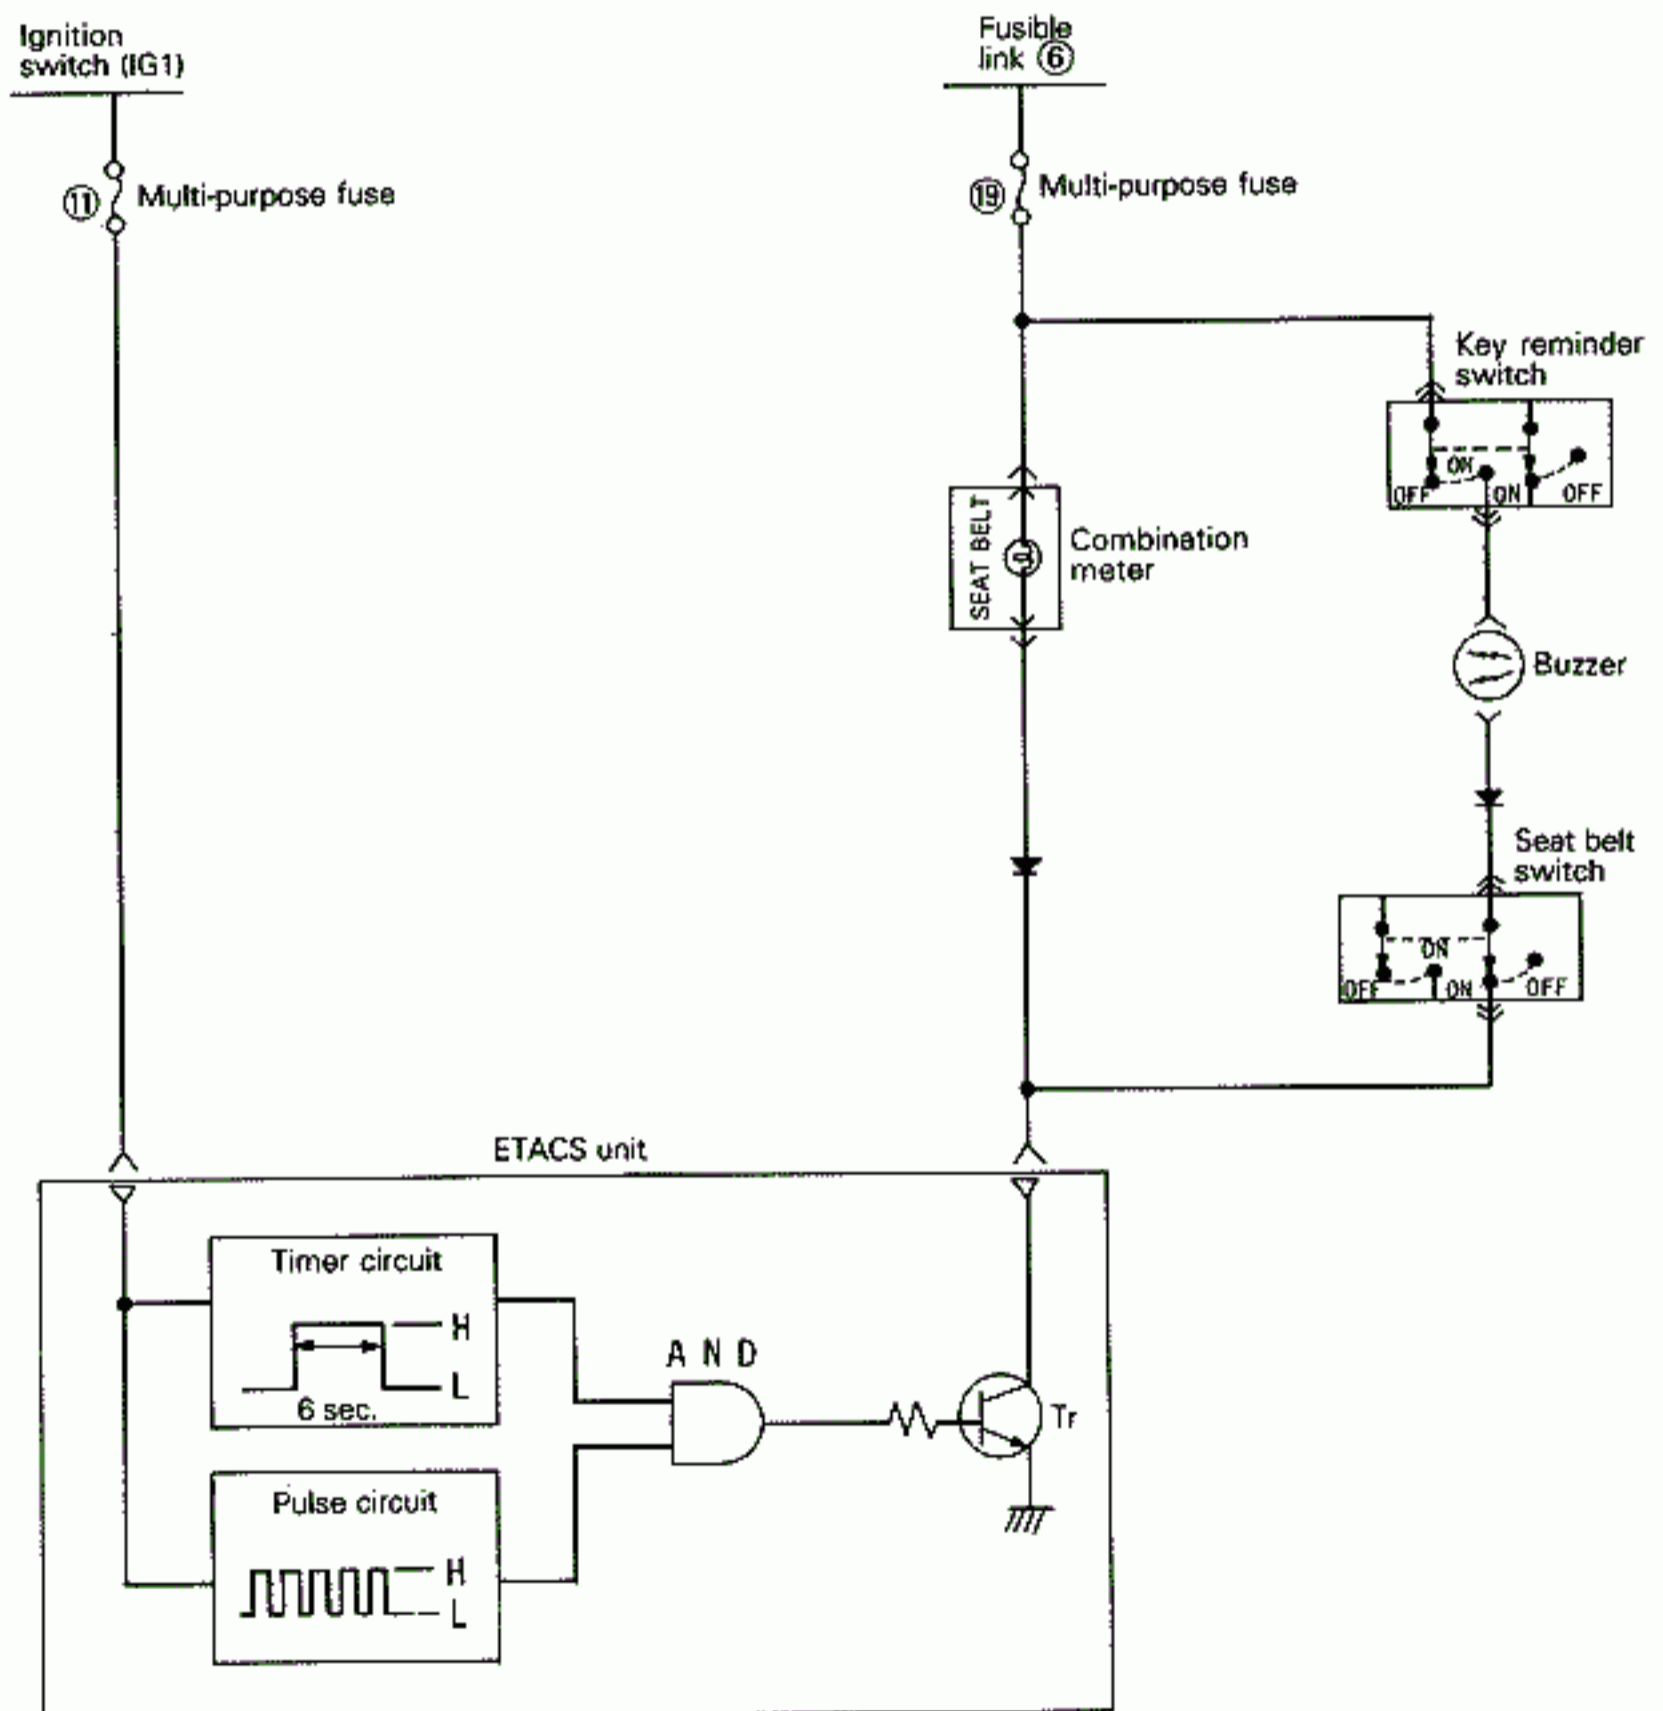 Ignition
switch (IG1)
Fusible
link ⑥
⑪ Multi-purpose fuse
⑲ Multi-purpose fuse
Key reminder
switch
ON
OFF ON OFF
SEAT BELT
Combination
meter
Buzzer
Seat belt
switch
ON
OFF ON OFF
ETACS unit
Timer circuit
H
L
6 sec.
AND
Tr
Pulse circuit
H
L